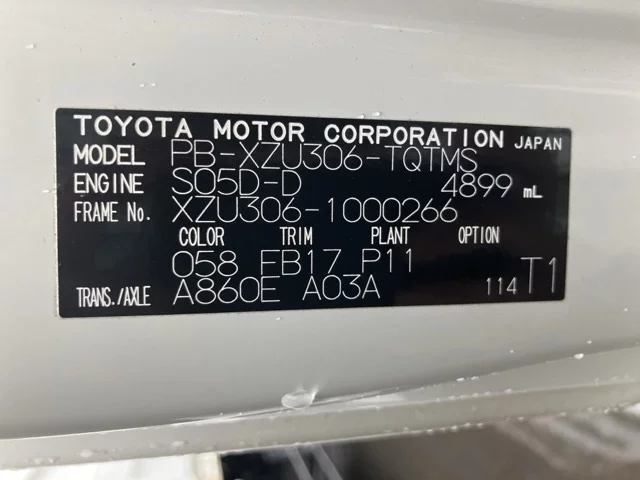 TOYOTA MOTOR CORPORATION JAPAN
MODEL PB-XZU306-TQTMS
ENGINE S05D-D 4899 mL
FRAME No. XZU306-1000266
COLOR TRIM PLANT OPTION
058 FB17 P11
TRANS./AXLE A860E A03A 114 T1